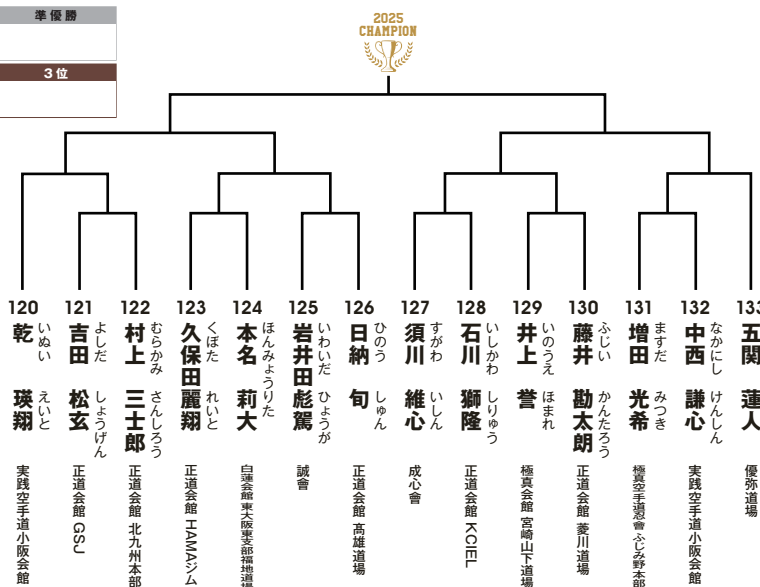 準優勝
3位
2025
CHAMPION
120
乾 瑛翔
いぬい えいと
実践空手道小阪会館
121
吉田 松玄
よしだ しょうげん
正道会館 GSJ
122
村上 三士郎
むらかみ さんしろう
正道会館 北九州本部
123
久保田 麗翔
くぼた れいと
正道会館 HAMAジム
124
本名 莉大
ほんみょう りた
白蓮会館 東大阪東支部福地道場
125
岩井田 彪駕
いわいだ ひょうが
誠會
126
日納 旬
ひのう しゅん
正道会館 高雄道場
127
須川 維心
すがわ いしん
成心會
128
石川 獅隆
いしかわ しりゅう
正道会館 KCIEL
129
井上 誉
いのうえ ほまれ
極真会館 宮崎山下道場
130
藤井 勘太朗
ふじい かんたろう
正道会館 菱川道場
131
増田 光希
ますだ みつき
極真空手道忍會 ふじみ野本部
132
中西 謙心
なかにし けんしん
実践空手道小阪会館
133
五関 蓮人
優弥道場